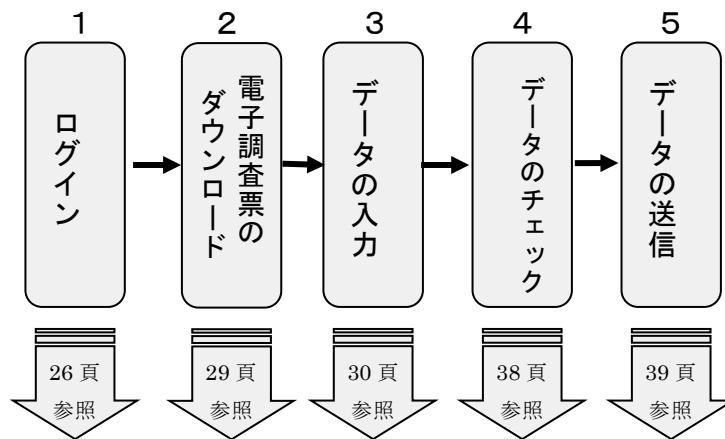 1
2
3
4
5
ログイン
電子調査票の
ダウンロード
データの入力
データのチェック
データの送信
26 頁
参照
29 頁
参照
30 頁
参照
38 頁
参照
39 頁
参照